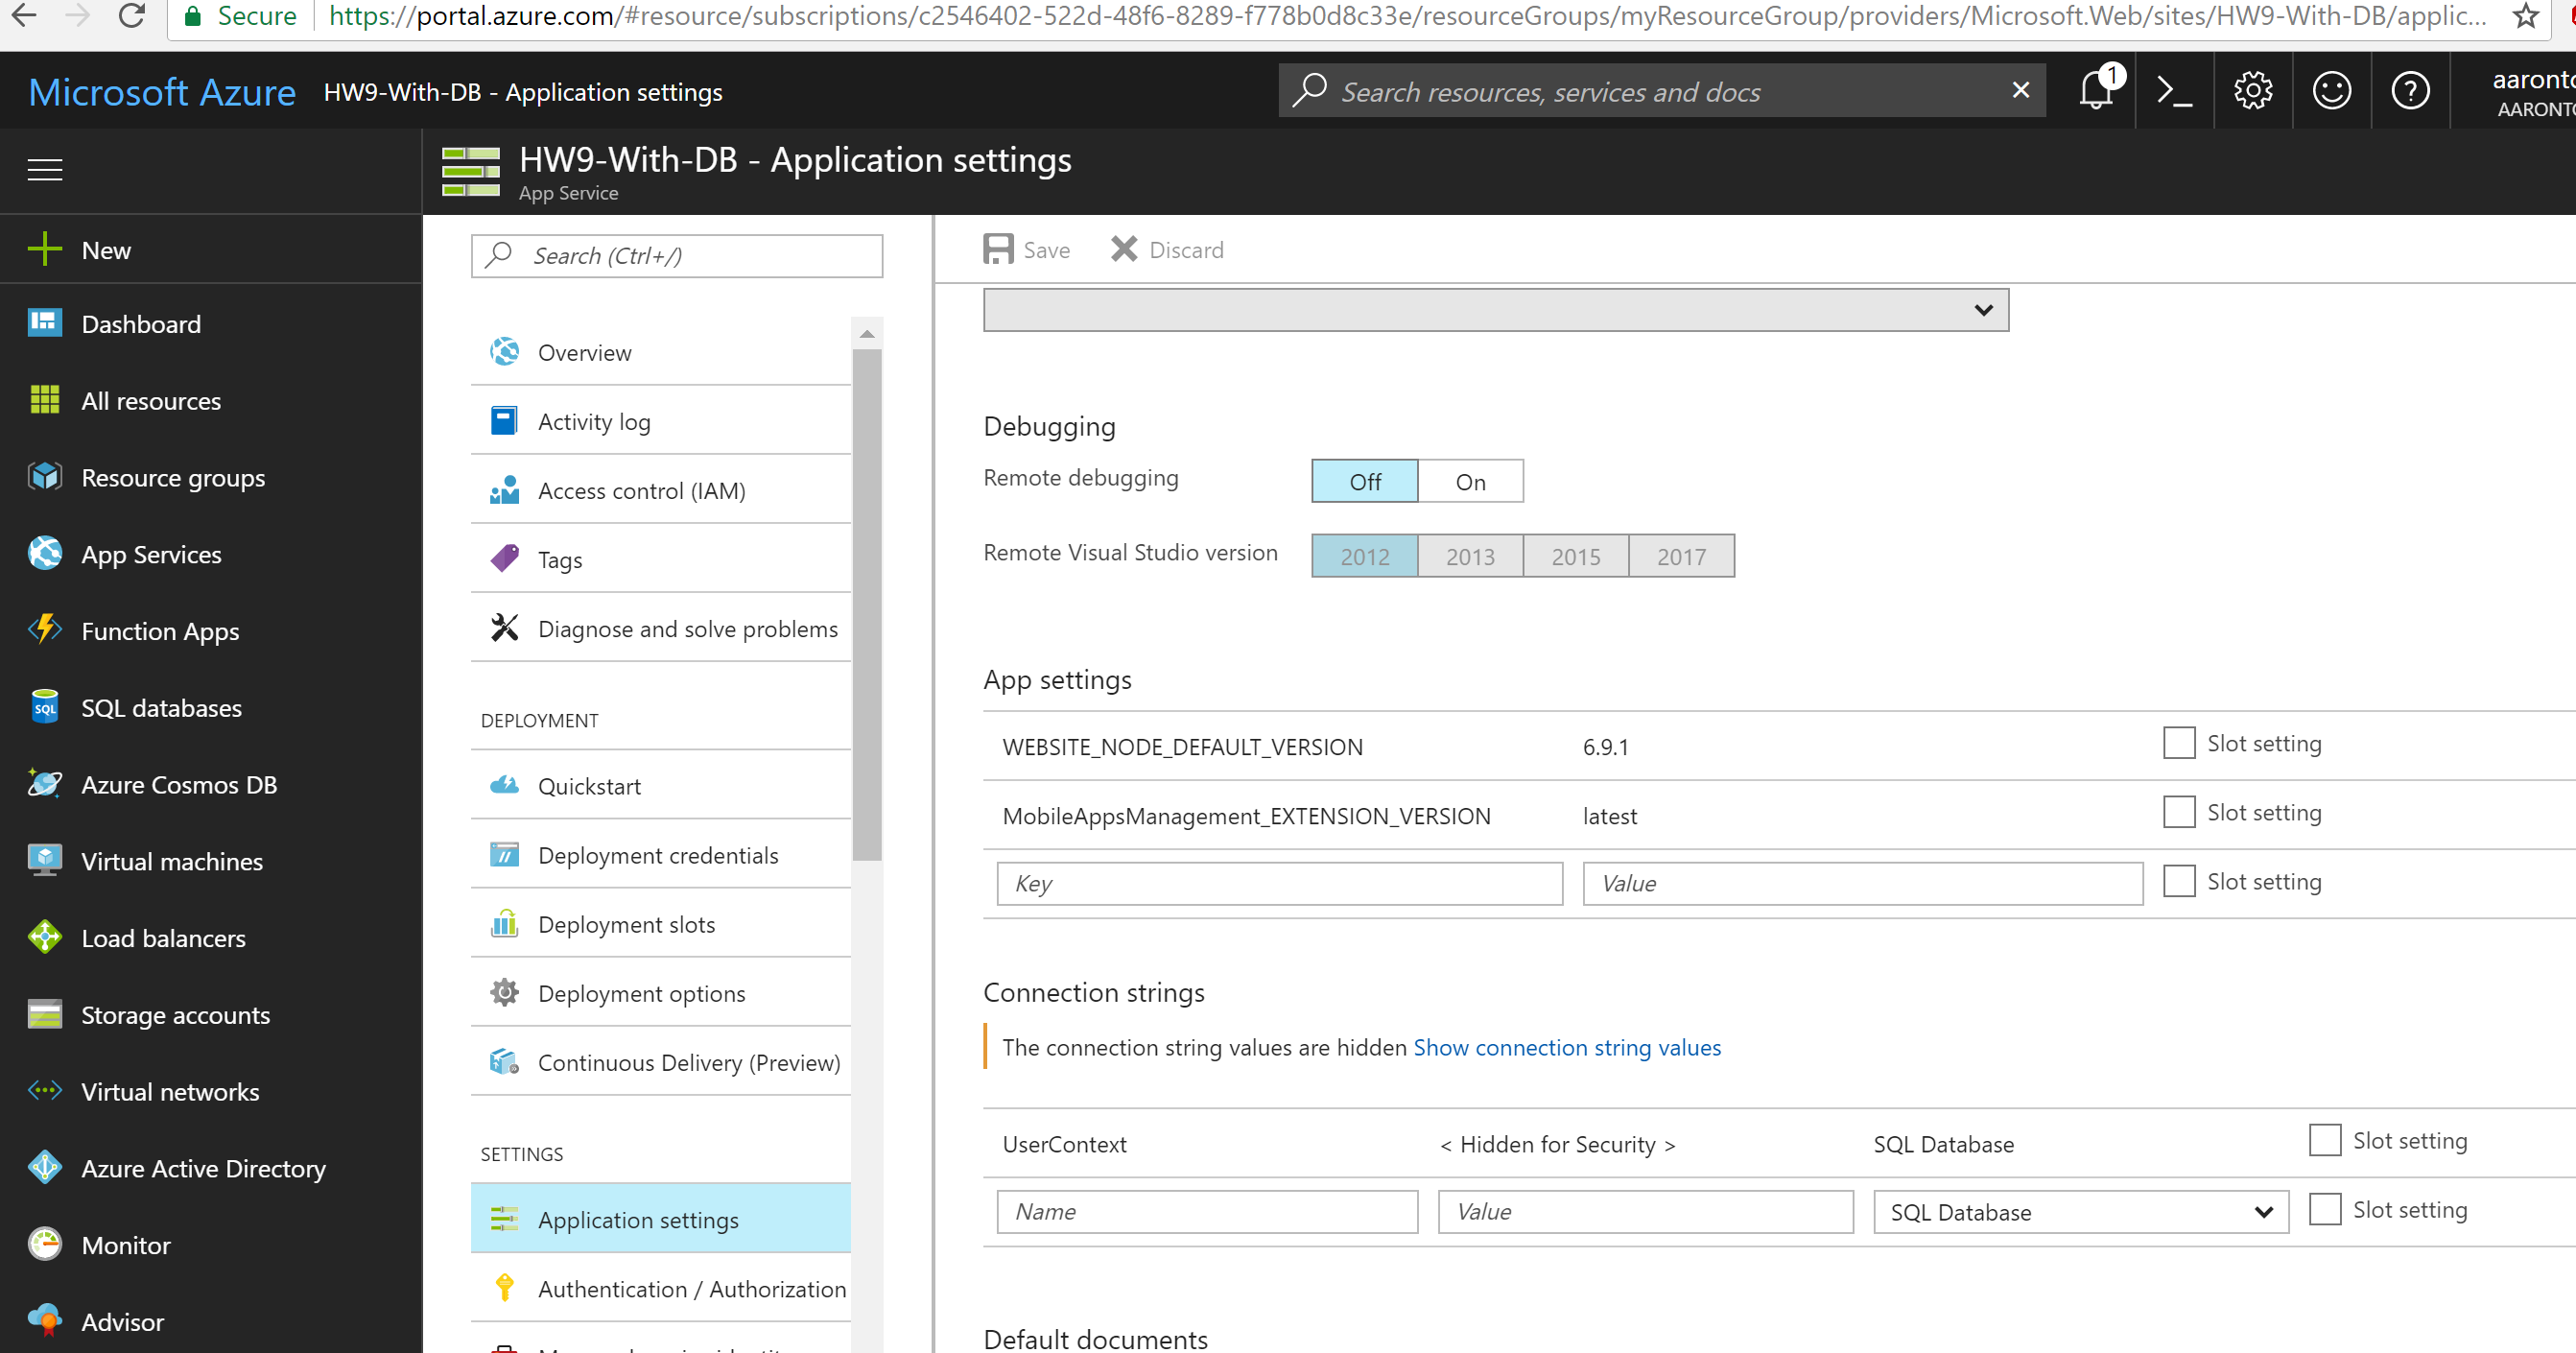 Secure
https://portal.azure.com/#resource/subscriptions/c2546402-522d-48f6-8289-f778b0d8c33e/resourceGroups/myResourceGroup/providers/Microsoft.Web/sites/HW9-With-DB/applic...
Microsoft Azure
HW9-With-DB - Application settings
Search resources, services and docs
1
HW9-With-DB - Application settings
App Service
New
Dashboard
All resources
Resource groups
App Services
Function Apps
SQL databases
Azure Cosmos DB
Virtual machines
Load balancers
Storage accounts
Virtual networks
Azure Active Directory
Monitor
Advisor
Search (Ctrl+/)
Overview
Activity log
Access control (IAM)
Tags
Diagnose and solve problems
DEPLOYMENT
Quickstart
Deployment credentials
Deployment slots
Deployment options
Continuous Delivery (Preview)
SETTINGS
Application settings
Authentication / Authorization
Save Discard
Debugging
Remote debugging Off On
Remote Visual Studio version 2012 2013 2015 2017
App settings
WEBSITE_NODE_DEFAULT_VERSION 6.9.1 Slot setting
MobileAppsManagement_EXTENSION_VERSION latest Slot setting
Key Value Slot setting
Connection strings
The connection string values are hidden Show connection string values
UserContext < Hidden for Security > SQL Database Slot setting
Name Value SQL Database Slot setting
Default documents